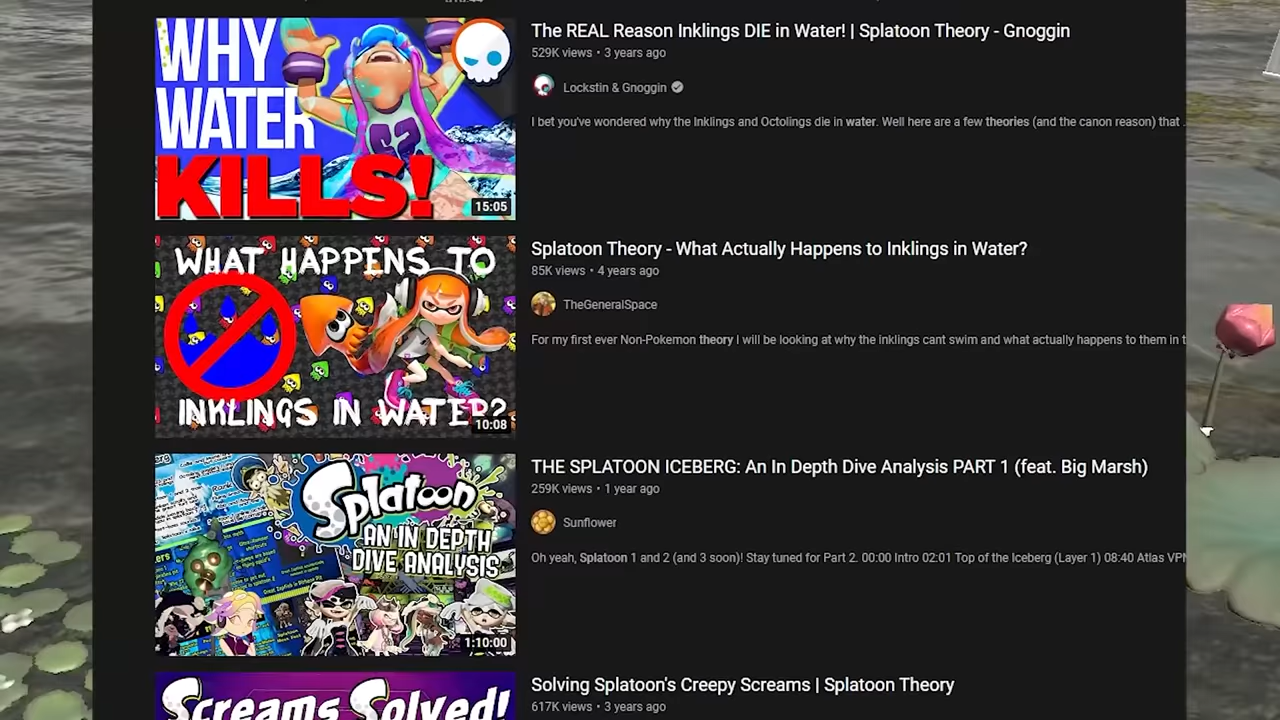 WHY
WATER
KILLS!
15:05
The REAL Reason Inklings DIE in Water! | Splatoon Theory - Gnoggin
529K views • 3 years ago
Lockstin & Gnoggin
I bet you've wondered why the Inklings and Octolings die in water. Well here are a few theories (and the canon reason) that
WHAT HAPPENS TO
INKLINGS IN WATER?
10:08
Splatoon Theory - What Actually Happens to Inklings in Water?
85K views • 4 years ago
TheGeneralSpace
For my first ever Non-Pokemon theory I will be looking at why the inklings cant swim and what actually happens to them in t
Splatoon
AN IN DEPTH
DIVE ANALYSIS
1:10:00
THE SPLATOON ICEBERG: An In Depth Dive Analysis PART 1 (feat. Big Marsh)
259K views • 1 year ago
Sunflower
Oh yeah, Splatoon 1 and 2 (and 3 soon)! Stay tuned for Part 2. 00:00 Intro 02:01 Top of the Iceberg (Layer 1) 08:40 Atlas VPN
Screams Solved!
Solving Splatoon's Creepy Screams | Splatoon Theory
617K views • 3 years ago